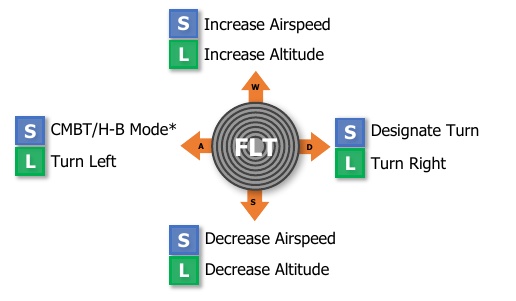 S Increase Airspeed
L Increase Altitude
W
S CMBT/H-B Mode*
L Turn Left
A
FLT
D
S Designate Turn
L Turn Right
S
S Decrease Airspeed
L Decrease Altitude